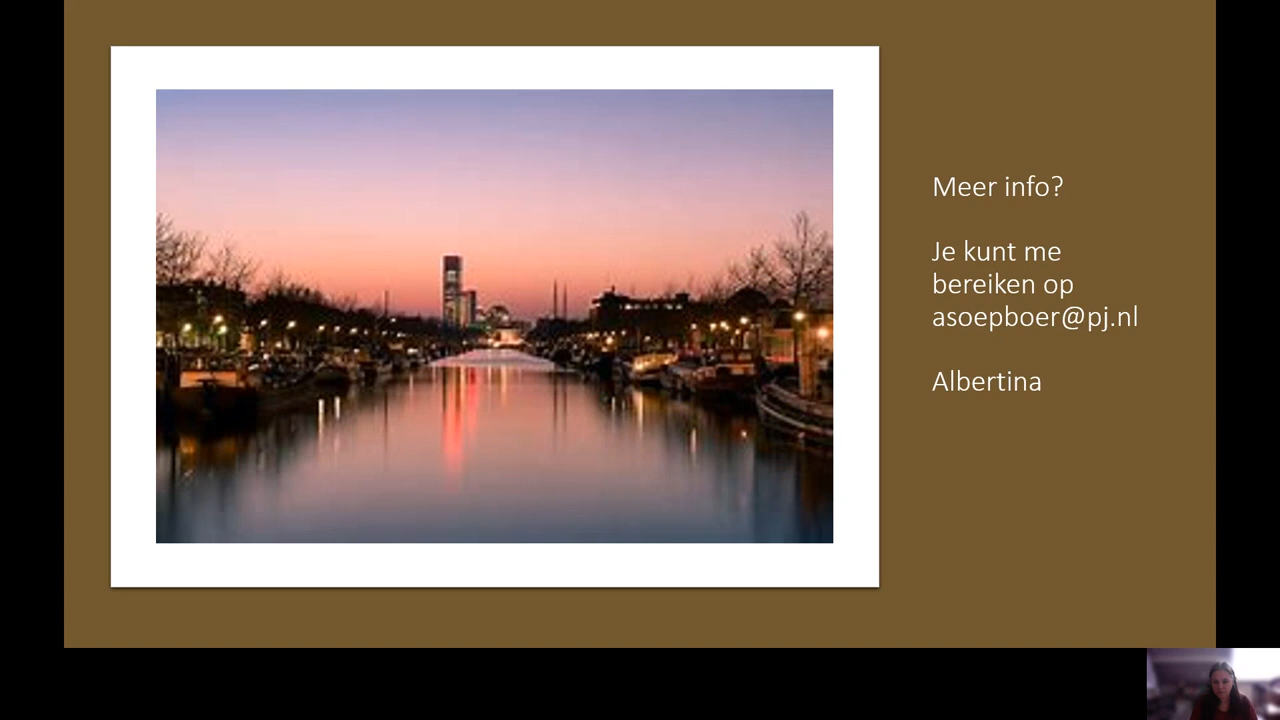 Meer info?
Je kunt me
bereiken op
asoepboer@pj.nl
Albertina